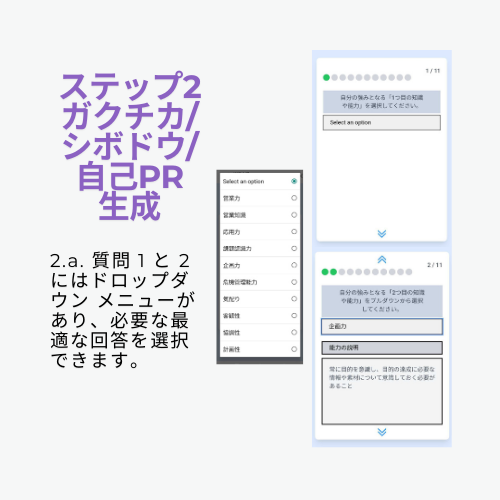 ステップ2
ガクチカ/
シボドウ/
自己PR
生成
2.a. 質問 1 と 2
にはドロップダ
ウン メニューが
あり、必要な最
適な回答を選択
できます。
Select an option
営業力
営業知識
応用力
課題認識力
企画力
危機管理能力
気配り
客観性
協調性
計画性
1 / 11
自分の強みとなる「1つ目の知識
や能力」を選択してください。
Select an option
2 / 11
自分の強みとなる「2つ目の知識
や能力」をプルダウンから選択
してください。
企画力
能力の説明
常に目的を意識し、目的の達成に必要な
情報や素材について意識しておく必要が
あること